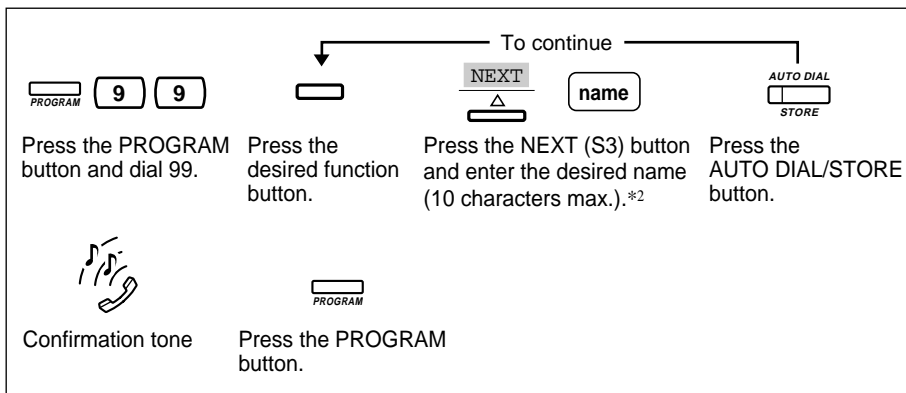 To continue
PROGRAM 9 9 NEXT name AUTO DIAL STORE
Press the PROGRAM button and dial 99.
Press the desired function button.
Press the NEXT (S3) button and enter the desired name (10 characters max.).*2
Press the AUTO DIAL/STORE button.
Confirmation tone
PROGRAM
Press the PROGRAM button.